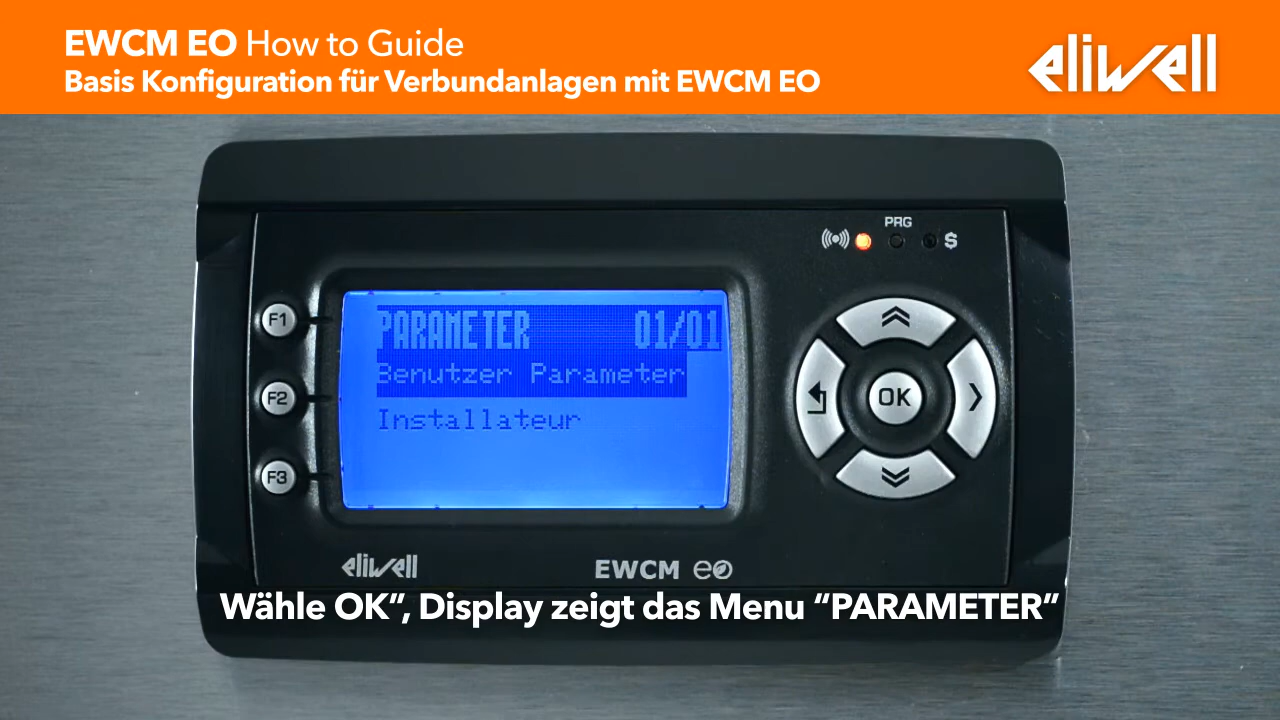 EWCM EO How to Guide
Basis Konfiguration für Verbundanlagen mit EWCM EO
eliwell
PRG
$
F1
PARAMETER 01/01
Benutzer Parameter
F2
OK
Installateur
F3
eliwell
EWCM eo
Wähle OK”, Display zeigt das Menu “PARAMETER”